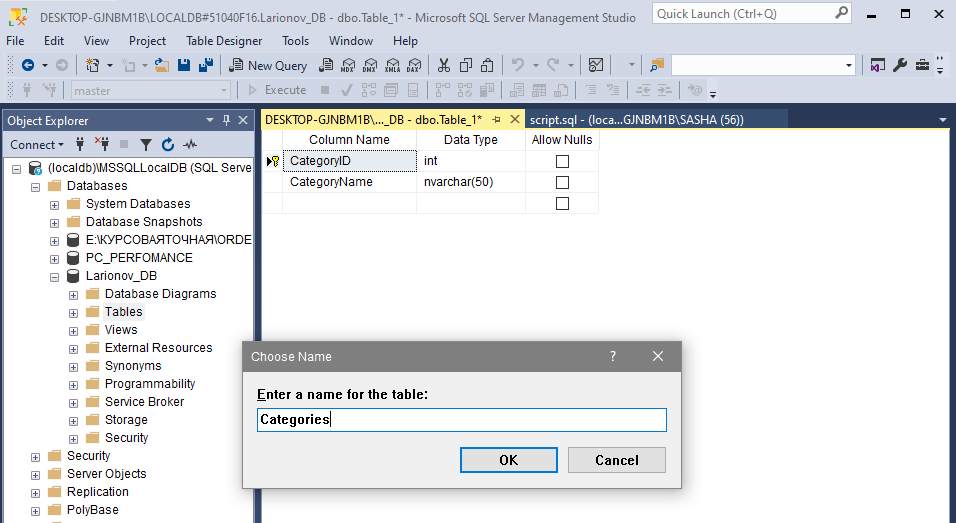 DESKTOP-GJNBM1B\LOCALDB#51040F16.Larionov_DB - dbo.Table_1* - Microsoft SQL Server Management Studio
Quick Launch (Ctrl+Q)
File Edit View Project Table Designer Tools Window Help
New Query MDX DMX XMLA DAX
master Execute
Object Explorer
Connect
(localdb)\MSSQLLocalDB (SQL Serve
Databases
System Databases
Database Snapshots
E:\КУРСОВАЯТОЧНАЯ\ORDE
PC_PERFOMANCE
Larionov_DB
Database Diagrams
Tables
Views
External Resources
Synonyms
Programmability
Service Broker
Storage
Security
Security
Server Objects
Replication
PolyBase
DESKTOP-GJNBM1B\..._DB - dbo.Table_1* script.sql - (loca...GJNBM1B\SASHA (56))
Column Name Data Type Allow Nulls
CategoryID int
CategoryName nvarchar(50)
Choose Name ?
Enter a name for the table:
Categories
OK Cancel